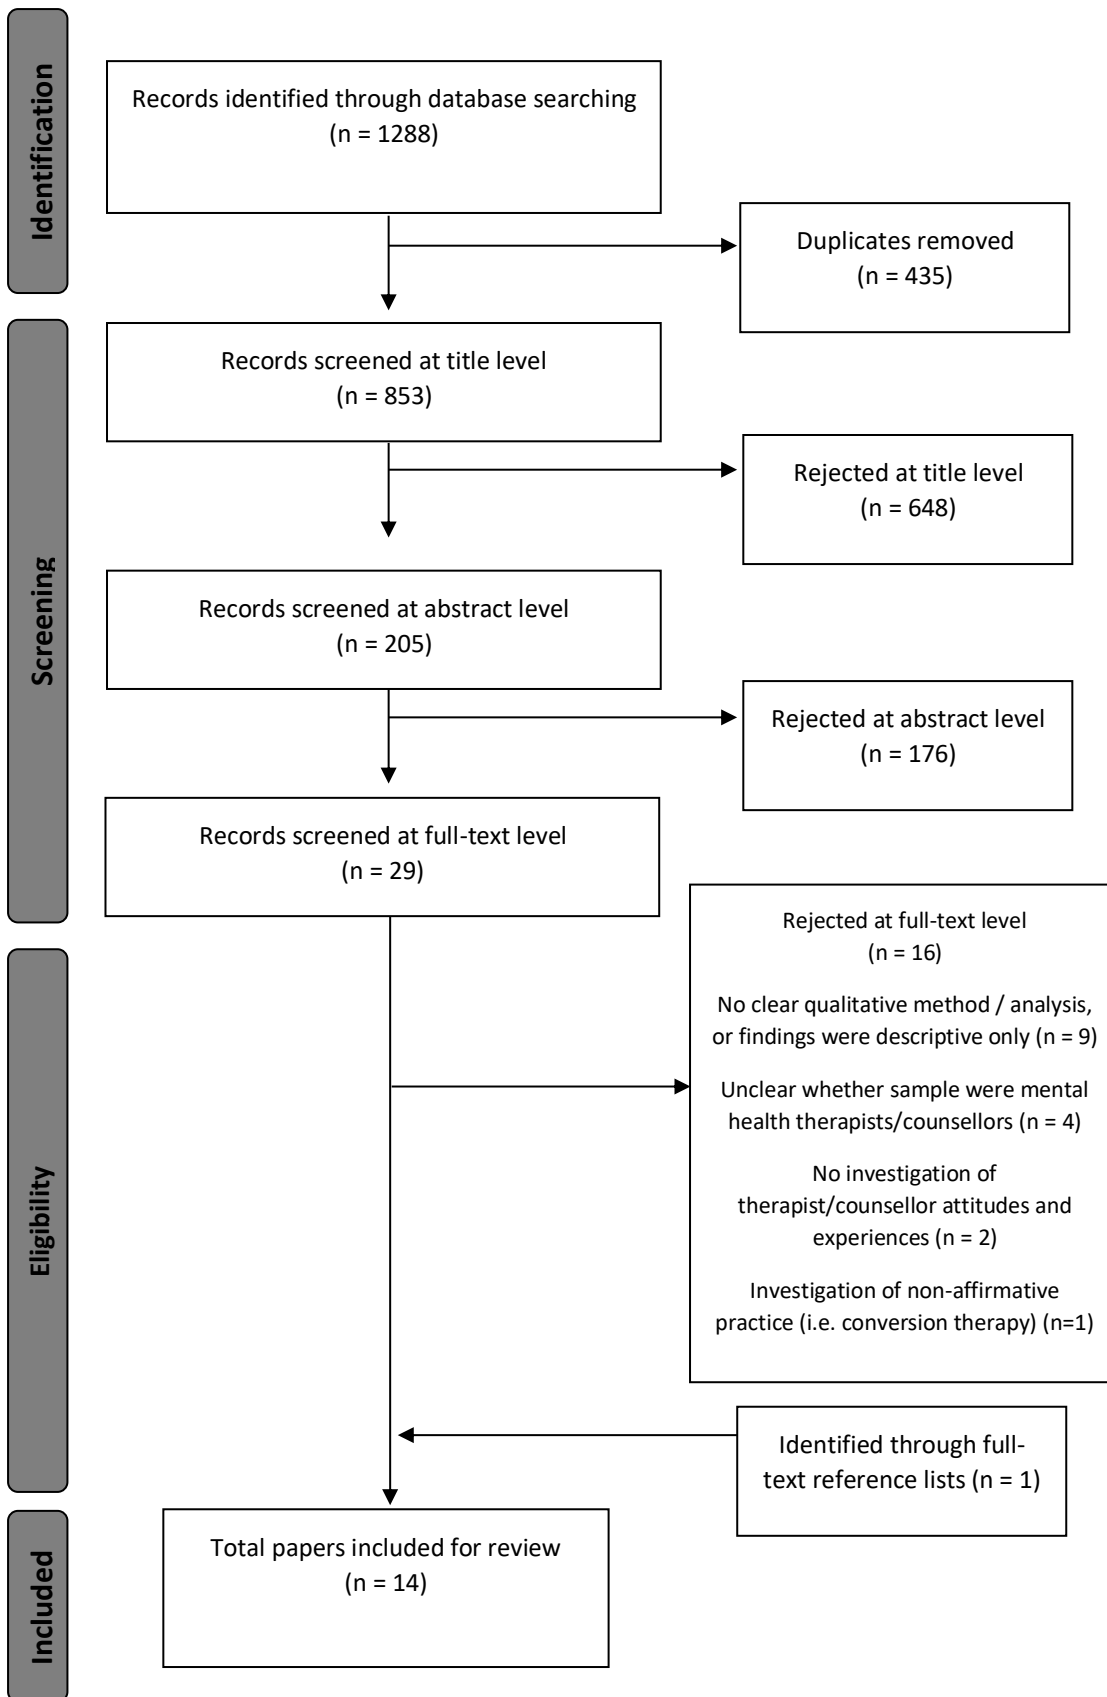 Identification
Records identified through database searching
(n = 1288)
Duplicates removed
(n = 435)
Screening
Records screened at title level
(n = 853)
Rejected at title level
(n = 648)
Records screened at abstract level
(n = 205)
Rejected at abstract level
(n = 176)
Records screened at full-text level
(n = 29)
Eligibility
Rejected at full-text level
(n = 16)
No clear qualitative method / analysis,
or findings were descriptive only (n = 9)
Unclear whether sample were mental
health therapists/counsellors (n = 4)
No investigation of
therapist/counsellor attitudes and
experiences (n = 2)
Investigation of non-affirmative
practice (i.e. conversion therapy) (n=1)
Identified through full-
text reference lists (n = 1)
Included
Total papers included for review
(n = 14)